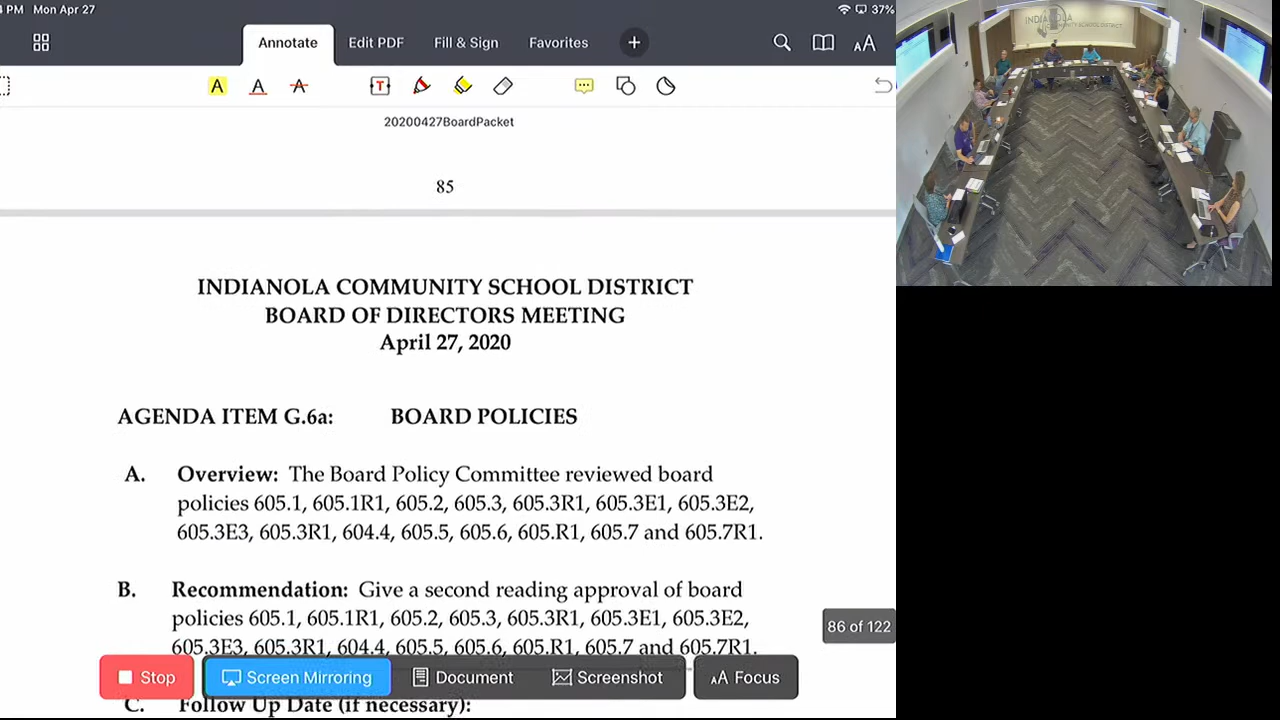 PM Mon Apr 27
37%
Annotate Edit PDF Fill & Sign Favorites
AA
A A A T
20200427BoardPacket
85
INDIANOLA COMMUNITY SCHOOL DISTRICT
BOARD OF DIRECTORS MEETING
April 27, 2020
AGENDA ITEM G.6a: BOARD POLICIES
A. Overview: The Board Policy Committee reviewed board
policies 605.1, 605.1R1, 605.2, 605.3, 605.3R1, 605.3E1, 605.3E2,
605.3E3, 605.3R1, 604.4, 605.5, 605.6, 605.R1, 605.7 and 605.7R1.
B. Recommendation: Give a second reading approval of board
policies 605.1, 605.1R1, 605.2, 605.3, 605.3R1, 605.3E1, 605.3E2,
605.3E3, 605.3R1, 604.4, 605.5, 605.6, 605.R1, 605.7 and 605.7R1.
86 of 122
Stop Screen Mirroring Document Screenshot AA Focus
C. Follow Up Date (if necessary):
INDIANOLA
COMMUNITY SCHOOL DISTRICT